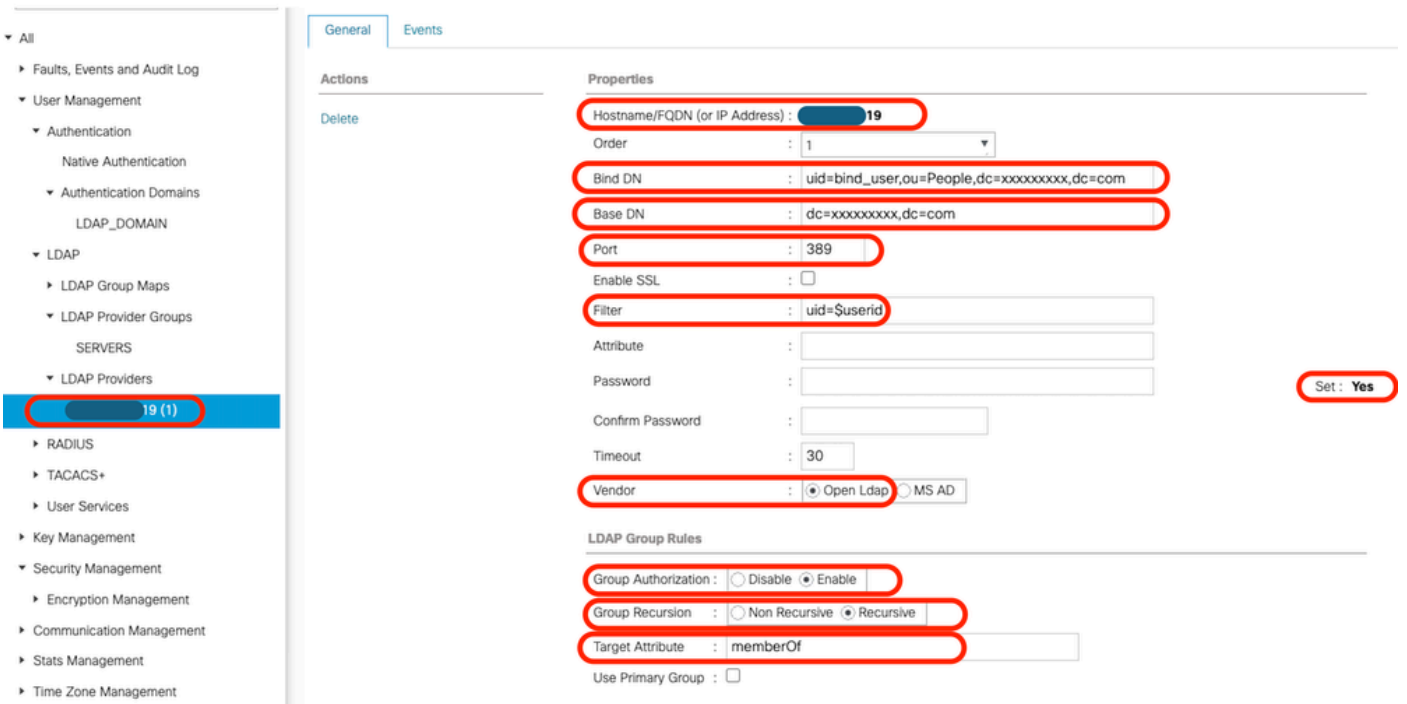 General Events
All
Faults, Events and Audit Log
User Management
Authentication
Native Authentication
Authentication Domains
LDAP_DOMAIN
LDAP
LDAP Group Maps
LDAP Provider Groups
SERVERS
LDAP Providers
19 (1)
RADIUS
TACACS+
User Services
Key Management
Security Management
Encryption Management
Communication Management
Stats Management
Time Zone Management
Actions
Delete
Properties
Hostname/FQDN (or IP Address) : 19
Order : 1
Bind DN : uid=bind_user,ou=People,dc=xxxxxxxxx,dc=com
Base DN : dc=xxxxxxxxx,dc=com
Port : 389
Enable SSL :
Filter : uid=$userid
Attribute :
Password : Set : Yes
Confirm Password :
Timeout : 30
Vendor : Open Ldap MS AD
LDAP Group Rules
Group Authorization : Disable Enable
Group Recursion : Non Recursive Recursive
Target Attribute : memberOf
Use Primary Group :